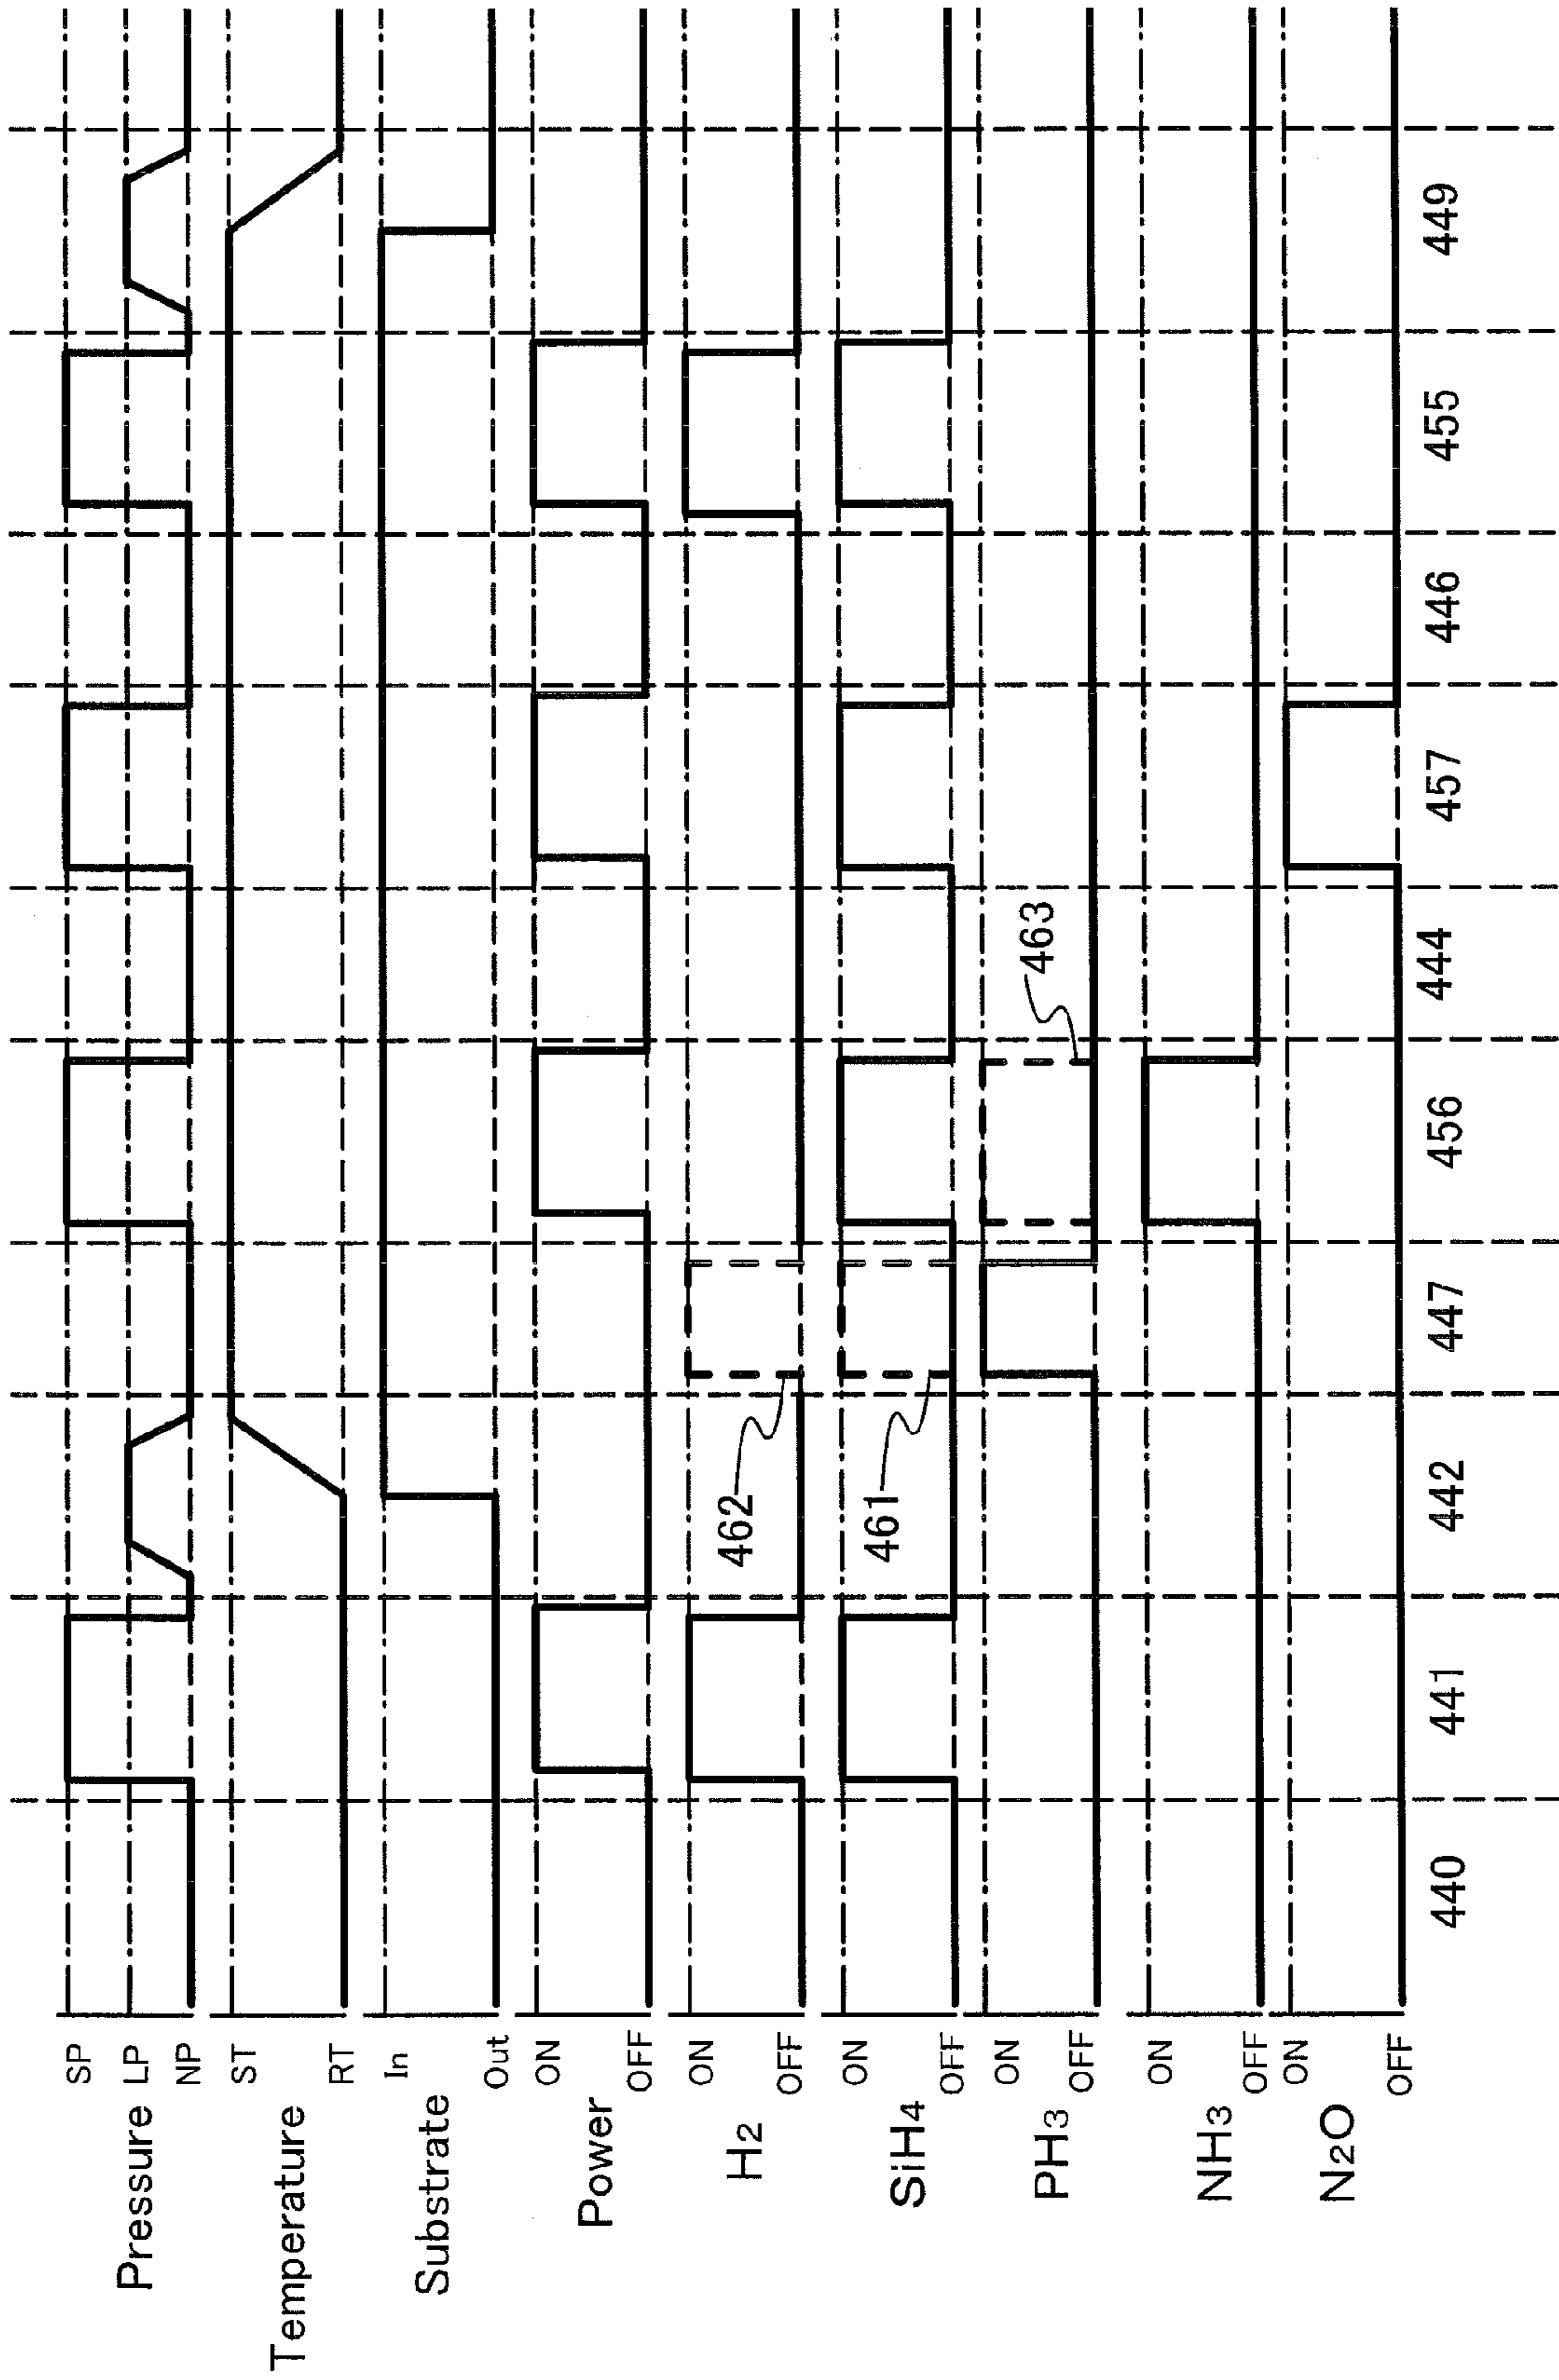 Pressure
SP
LP
NP
Temperature
ST
RT
Substrate
In
Out
Power
ON
OFF
H2
ON
OFF
462
SiH4
ON
OFF
461
PH3
ON
OFF
463
NH3
ON
OFF
N2O
ON
OFF
440 441 442 447 456 444 457 446 455 449